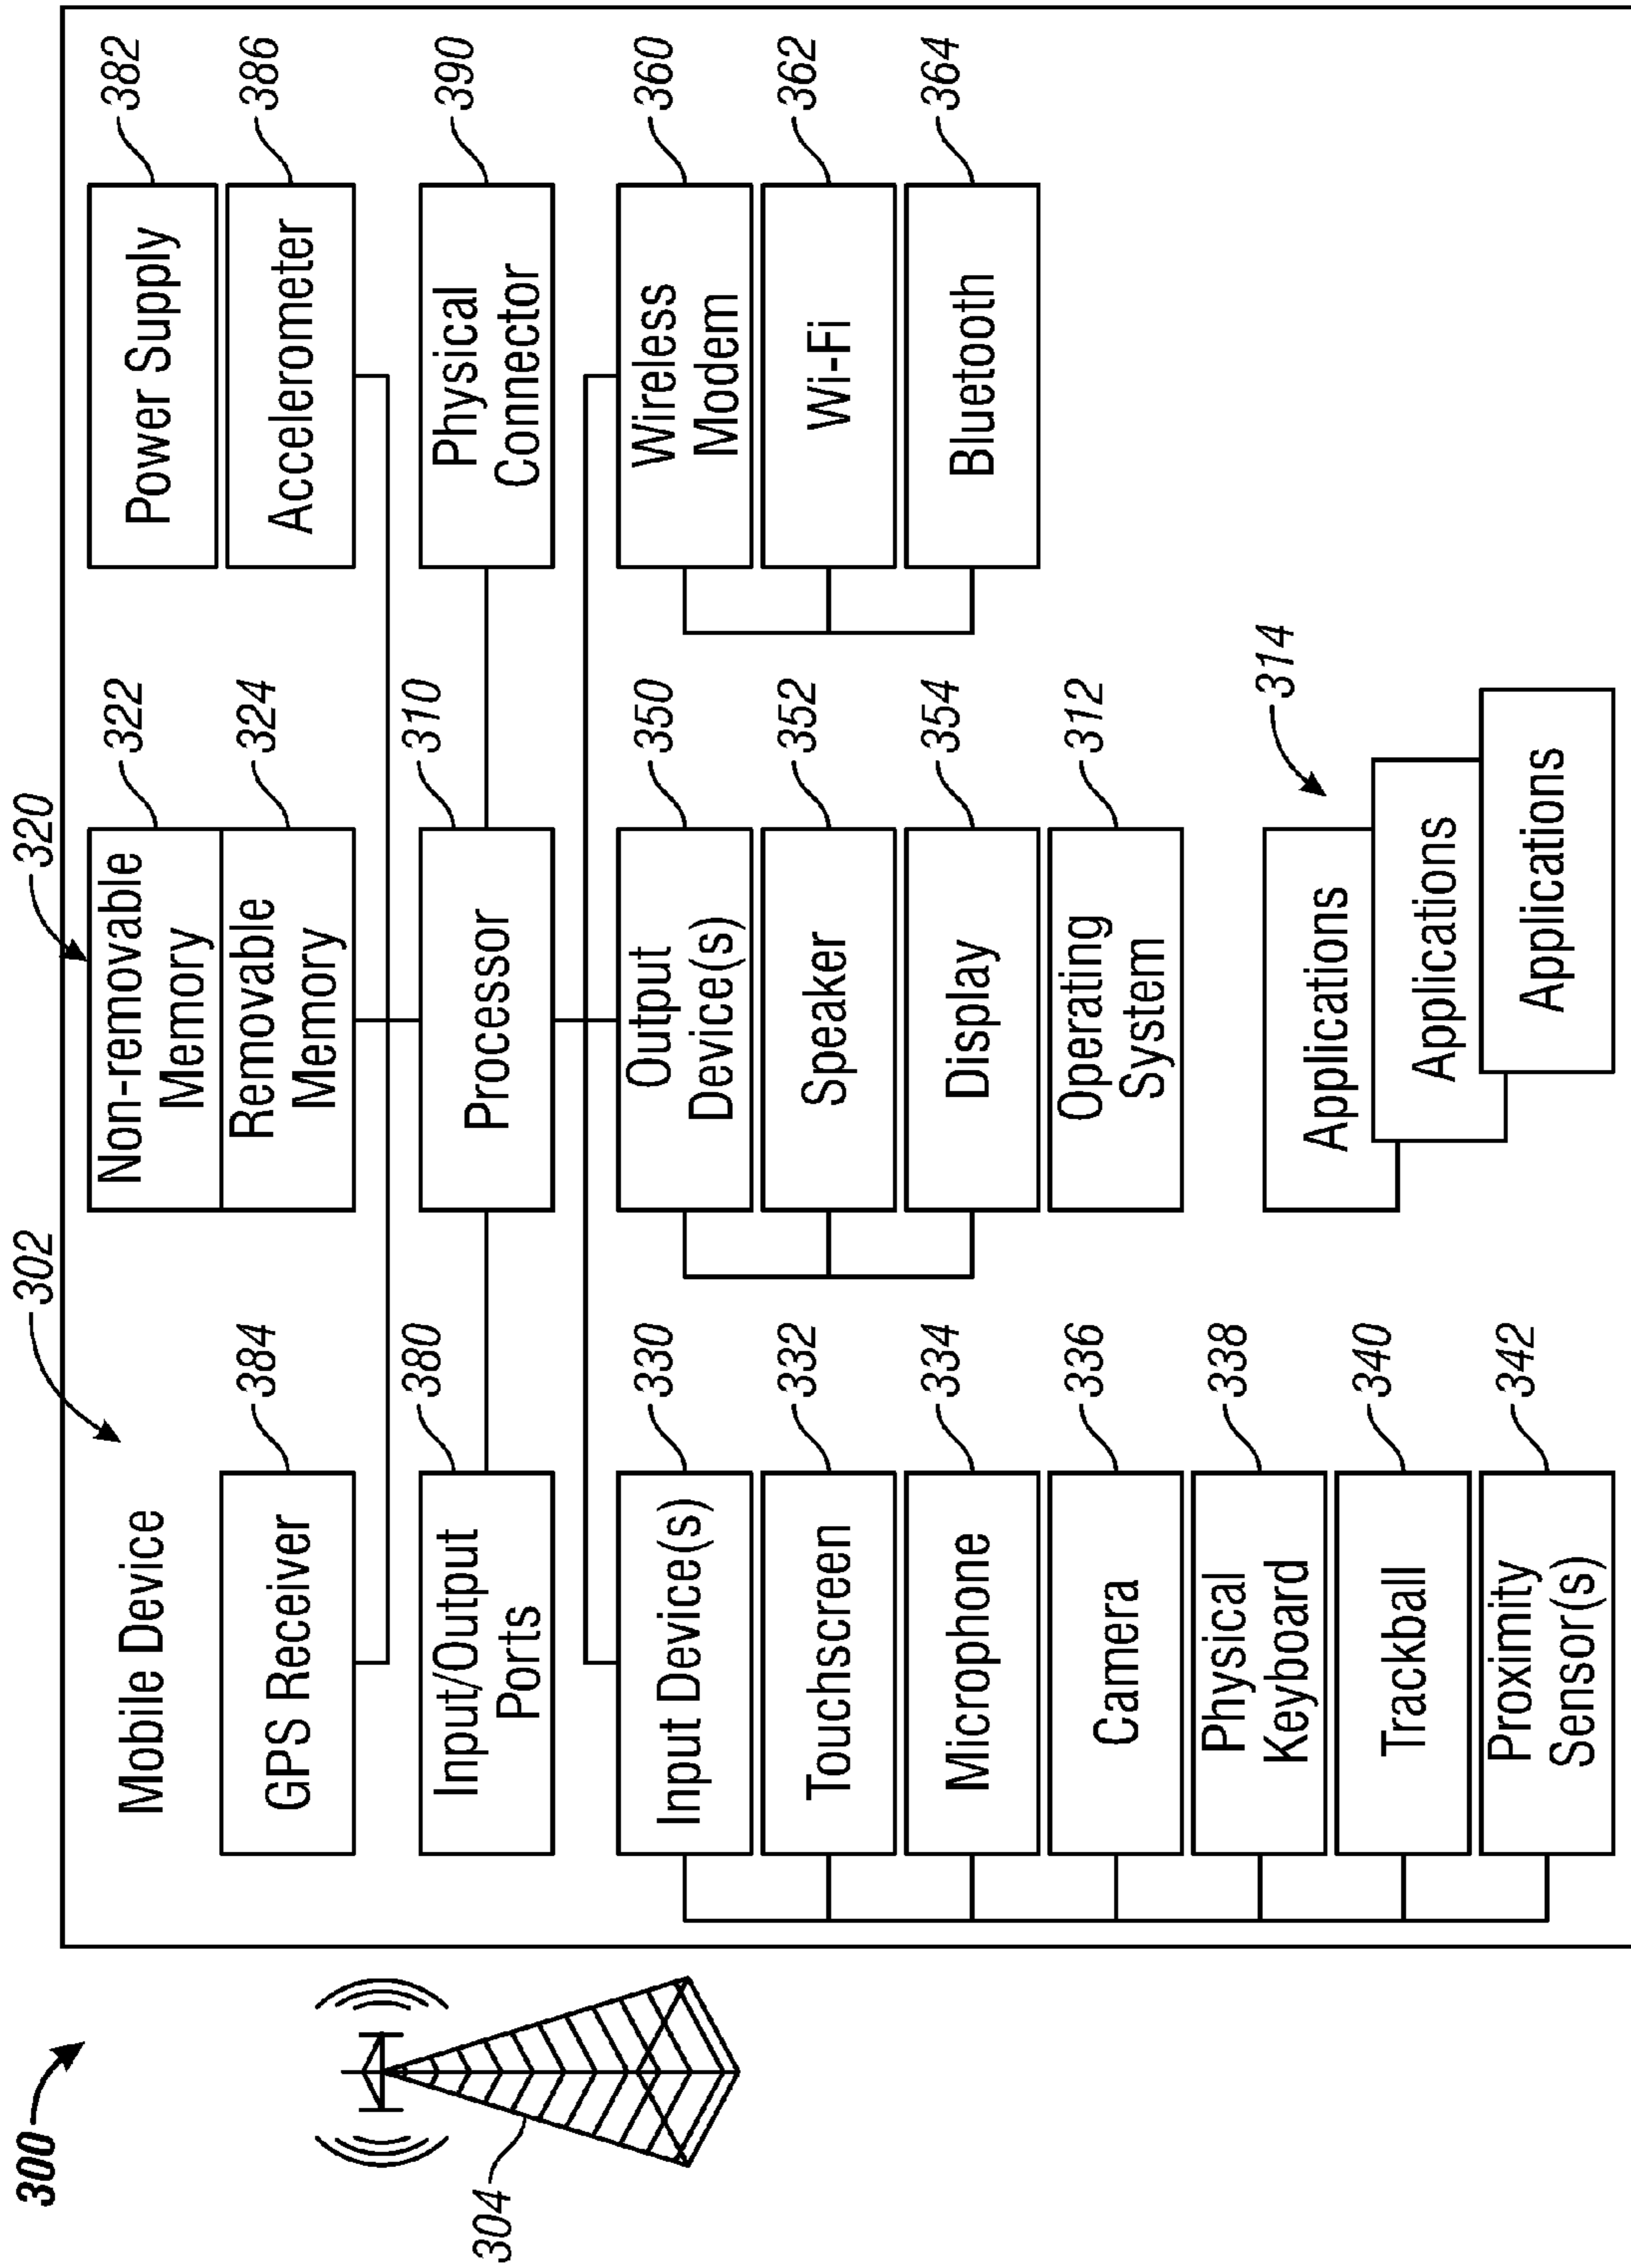 300
304
302
320
Mobile Device
GPS Receiver
384
Non-removable
Memory
322
Removable
Memory
324
Power Supply
382
Accelerometer
386
Input/Output
Ports
380
Processor
310
Physical
Connector
390
Input Device(s)
330
Touchscreen
332
Microphone
334
Camera
336
Physical
Keyboard
338
Trackball
340
Proximity
Sensor(s)
342
Output
Device(s)
350
Speaker
352
Display
354
Operating
System
312
Wireless
Modem
360
Wi-Fi
362
Bluetooth
364
314
Applications
Applications
Applications